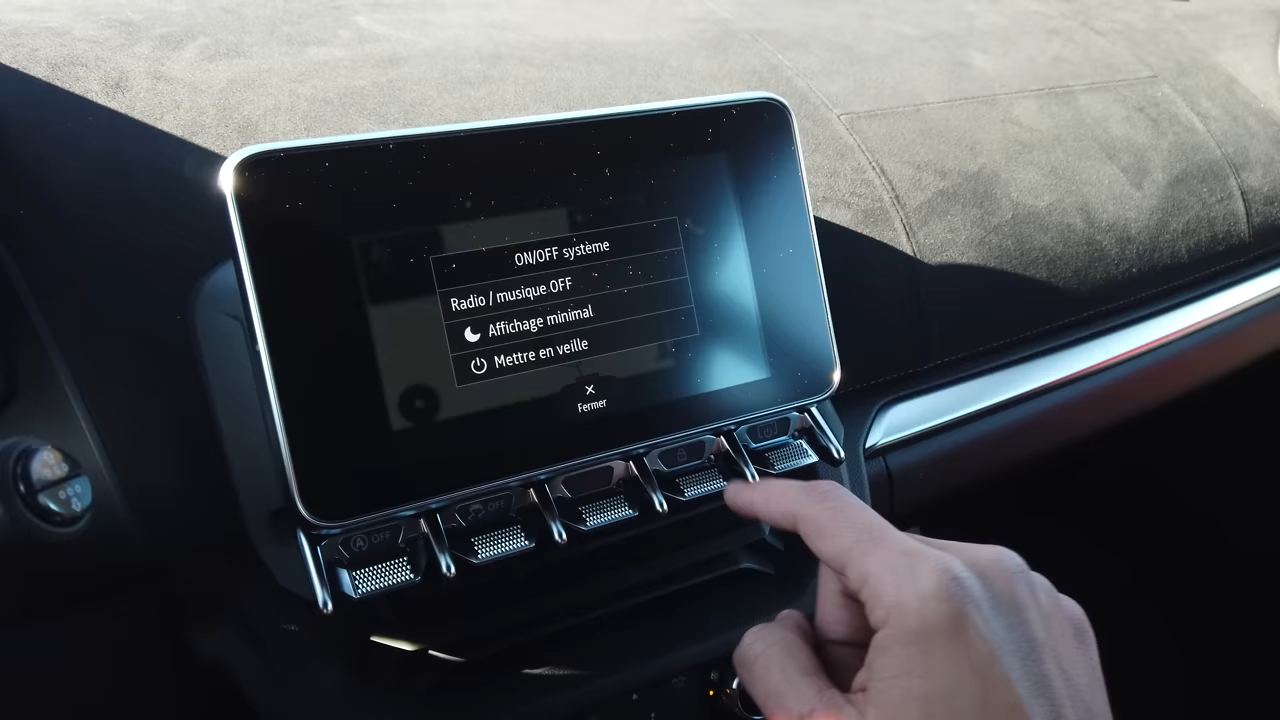 ON/OFF système
Radio / musique OFF
Affichage minimal
Mettre en veille
Fermer
A OFF
OFF